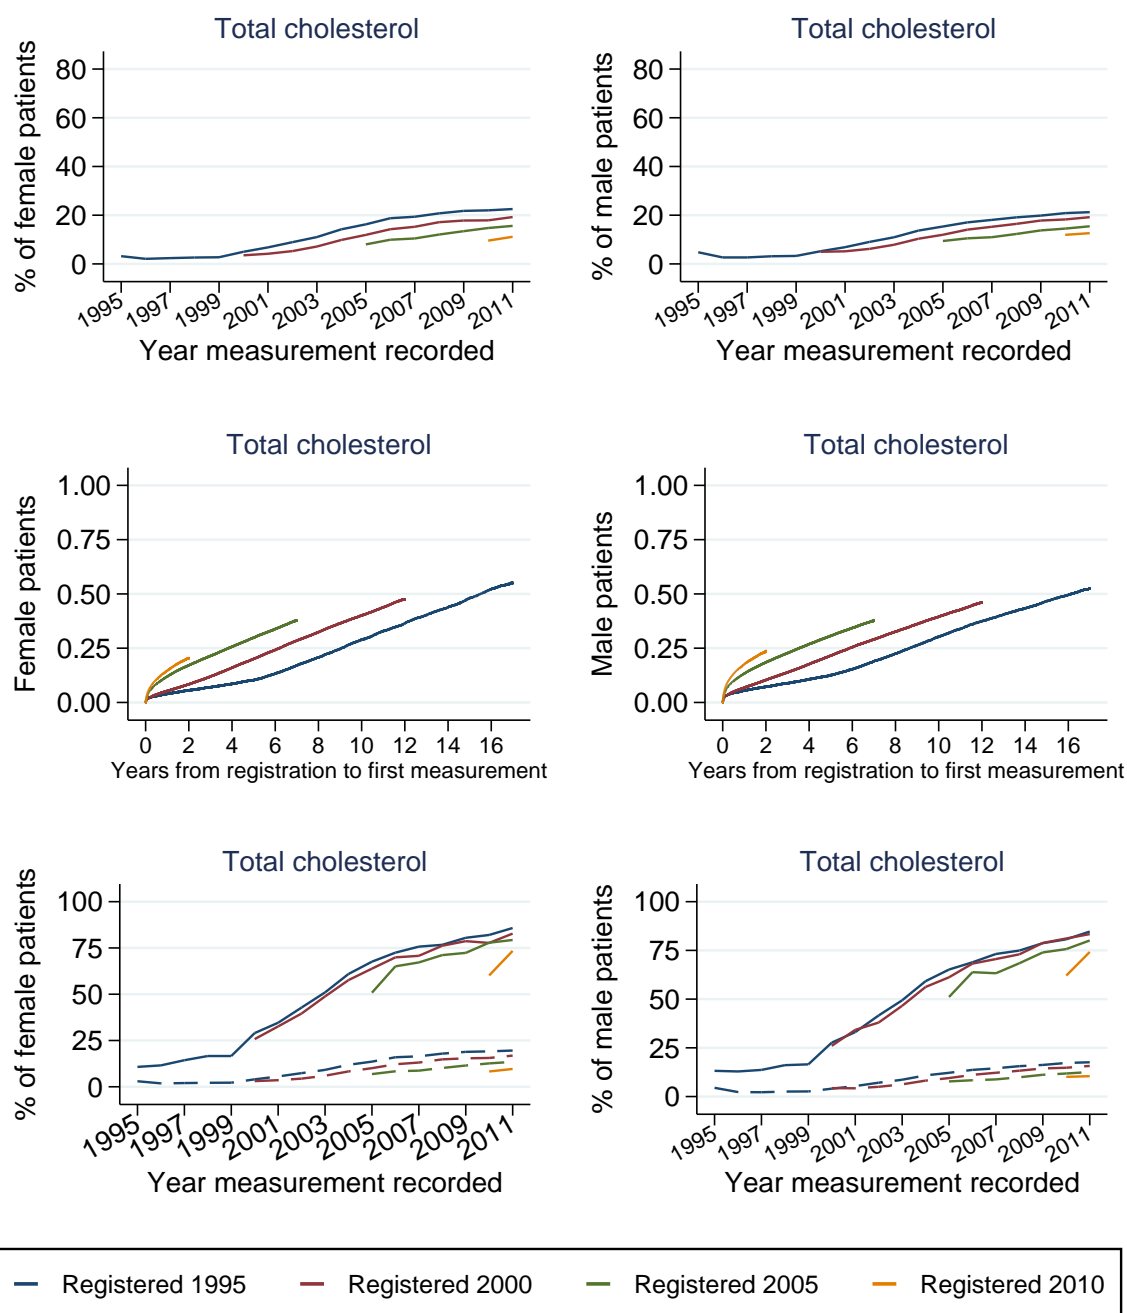 Total cholesterol Total cholesterol
% of female patients
80
60
40
20
0
1995 1997 1999 2001 2003 2005 2007 2009 2011
Year measurement recorded
% of male patients
80
60
40
20
0
1995 1997 1999 2001 2003 2005 2007 2009 2011
Year measurement recorded
Total cholesterol Total cholesterol
Female patients
1.00
0.75
0.50
0.25
0.00
0 2 4 6 8 10 12 14 16
Years from registration to first measurement
Male patients
1.00
0.75
0.50
0.25
0.00
0 2 4 6 8 10 12 14 16
Years from registration to first measurement
Total cholesterol Total cholesterol
% of female patients
100
75
50
25
0
1995 1997 1999 2001 2003 2005 2007 2009 2011
Year measurement recorded
% of male patients
100
75
50
25
0
1995 1997 1999 2001 2003 2005 2007 2009 2011
Year measurement recorded
Registered 1995 Registered 2000 Registered 2005 Registered 2010